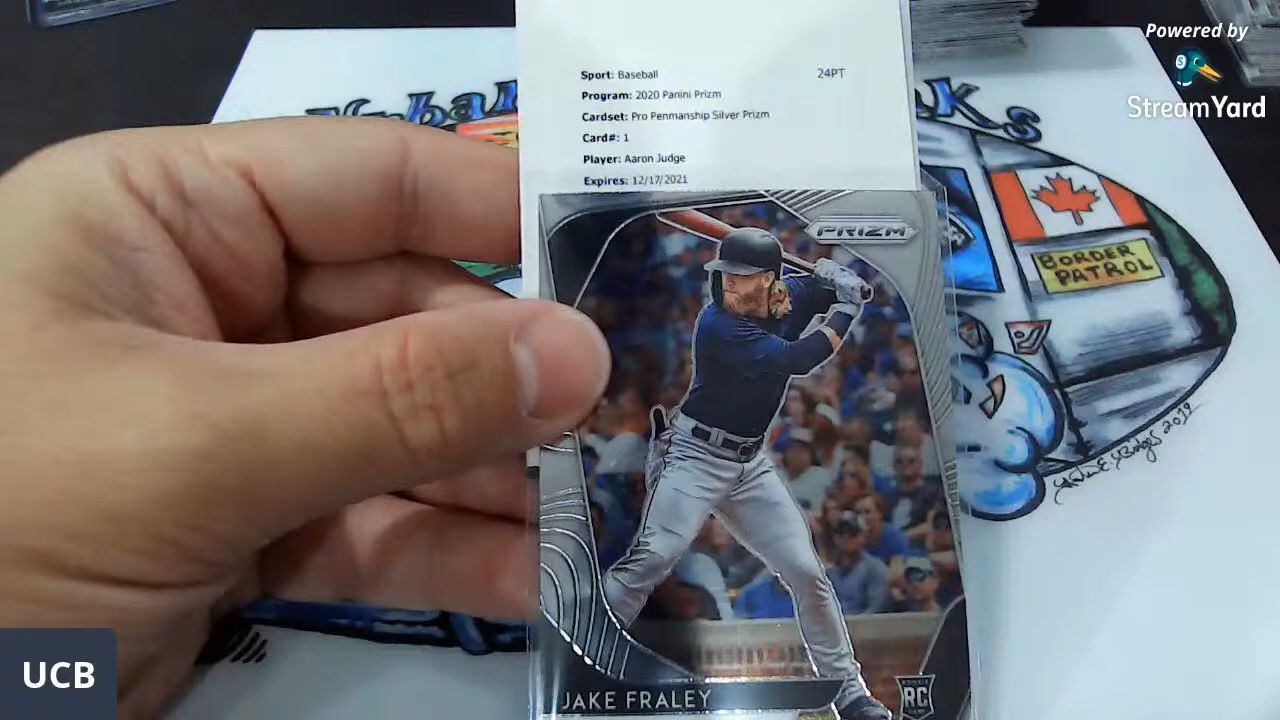 Powered by
StreamYard
Sport: Baseball
24PT
Program: 2020 Panini Prizm
Cardset: Pro Penmanship Silver Prizm
Card#: 1
Player: Aaron Judge
Expires: 12/17/2021
PRIZM
BORDER
PATROL
2019
UCB
JAKE FRALEY
RC